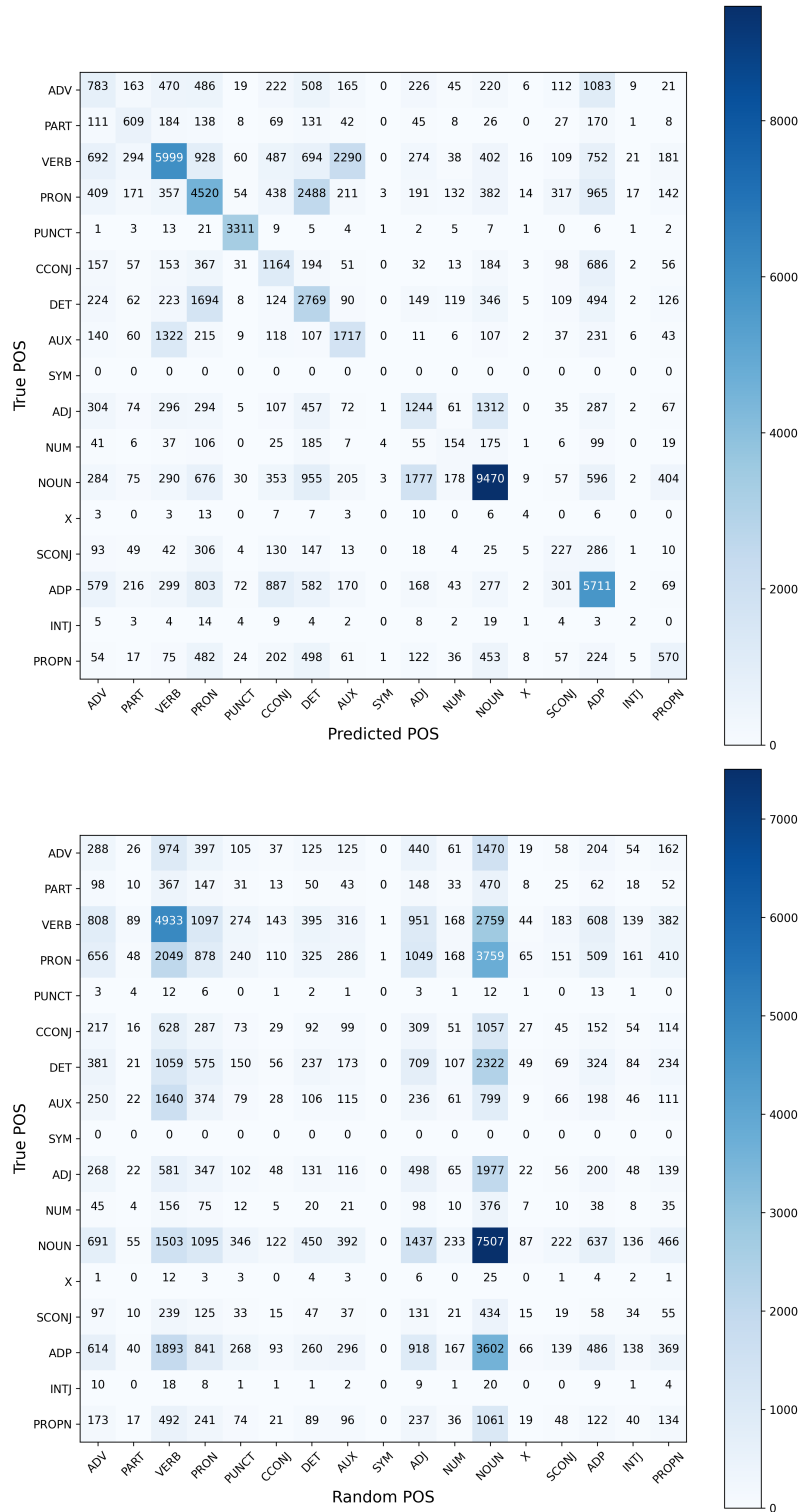 8000
6000
4000
2000
0
True POS
ADV 783 163 470 486 19 222 508 165 0 226 45 220 6 112 1083 9 21
PART 111 609 184 138 8 69 131 42 0 45 8 26 0 27 170 1 8
VERB 692 294 5999 928 60 487 694 2290 0 274 38 402 16 109 752 21 181
PRON 409 171 357 4520 54 438 2488 211 3 191 132 382 14 317 965 17 142
PUNCT 1 3 13 21 3311 9 5 4 1 2 5 7 1 0 6 1 2
CCONJ 157 57 153 367 31 1164 194 51 0 32 13 184 3 98 686 2 56
DET 224 62 223 1694 8 124 2769 90 0 149 119 346 5 109 494 2 126
AUX 140 60 1322 215 9 118 107 1717 0 11 6 107 2 37 231 6 43
SYM 0 0 0 0 0 0 0 0 0 0 0 0 0 0 0 0 0
ADJ 304 74 296 294 5 107 457 72 1 1244 61 1312 0 35 287 2 67
NUM 41 6 37 106 0 25 185 7 4 55 154 175 1 6 99 0 19
NOUN 284 75 290 676 30 353 955 205 3 1777 178 9470 9 57 596 2 404
X 3 0 3 13 0 7 7 3 0 10 0 6 4 0 6 0 0
SCONJ 93 49 42 306 4 130 147 13 0 18 4 25 5 227 286 1 10
ADP 579 216 299 803 72 887 582 170 0 168 43 277 2 301 5711 2 69
INTJ 5 3 4 14 4 9 4 2 0 8 2 19 1 4 3 2 0
PROPN 54 17 75 482 24 202 498 61 1 122 36 453 8 57 224 5 570
ADV PART VERB PRON PUNCT CCONJ DET AUX SYM ADJ NUM NOUN X SCONJ ADP INTJ PROPN
Predicted POS
7000
6000
5000
4000
3000
2000
1000
0
True POS
ADV 288 26 974 397 105 37 125 125 0 440 61 1470 19 58 204 54 162
PART 98 10 367 147 31 13 50 43 0 148 33 470 8 25 62 18 52
VERB 808 89 4933 1097 274 143 395 316 1 951 168 2759 44 183 608 139 382
PRON 656 48 2049 878 240 110 325 286 1 1049 168 3759 65 151 509 161 410
PUNCT 3 4 12 6 0 1 2 1 0 3 1 12 1 0 13 1 0
CCONJ 217 16 628 287 73 29 92 99 0 309 51 1057 27 45 152 54 114
DET 381 21 1059 575 150 56 237 173 0 709 107 2322 49 69 324 84 234
AUX 250 22 1640 374 79 28 106 115 0 236 61 799 9 66 198 46 111
SYM 0 0 0 0 0 0 0 0 0 0 0 0 0 0 0 0 0
ADJ 268 22 581 347 102 48 131 116 0 498 65 1977 22 56 200 48 139
NUM 45 4 156 75 12 5 20 21 0 98 10 376 7 10 38 8 35
NOUN 691 55 1503 1095 346 122 450 392 0 1437 233 7507 87 222 637 136 466
X 1 0 12 3 3 0 4 3 0 6 0 25 0 1 4 2 1
SCONJ 97 10 239 125 33 15 47 37 0 131 21 434 15 19 58 34 55
ADP 614 40 1893 841 268 93 260 296 0 918 167 3602 66 139 486 138 369
INTJ 10 0 18 8 1 1 1 2 0 9 1 20 0 0 9 1 4
PROPN 173 17 492 241 74 21 89 96 0 237 36 1061 19 48 122 40 134
ADV PART VERB PRON PUNCT CCONJ DET AUX SYM ADJ NUM NOUN X SCONJ ADP INTJ PROPN
Random POS